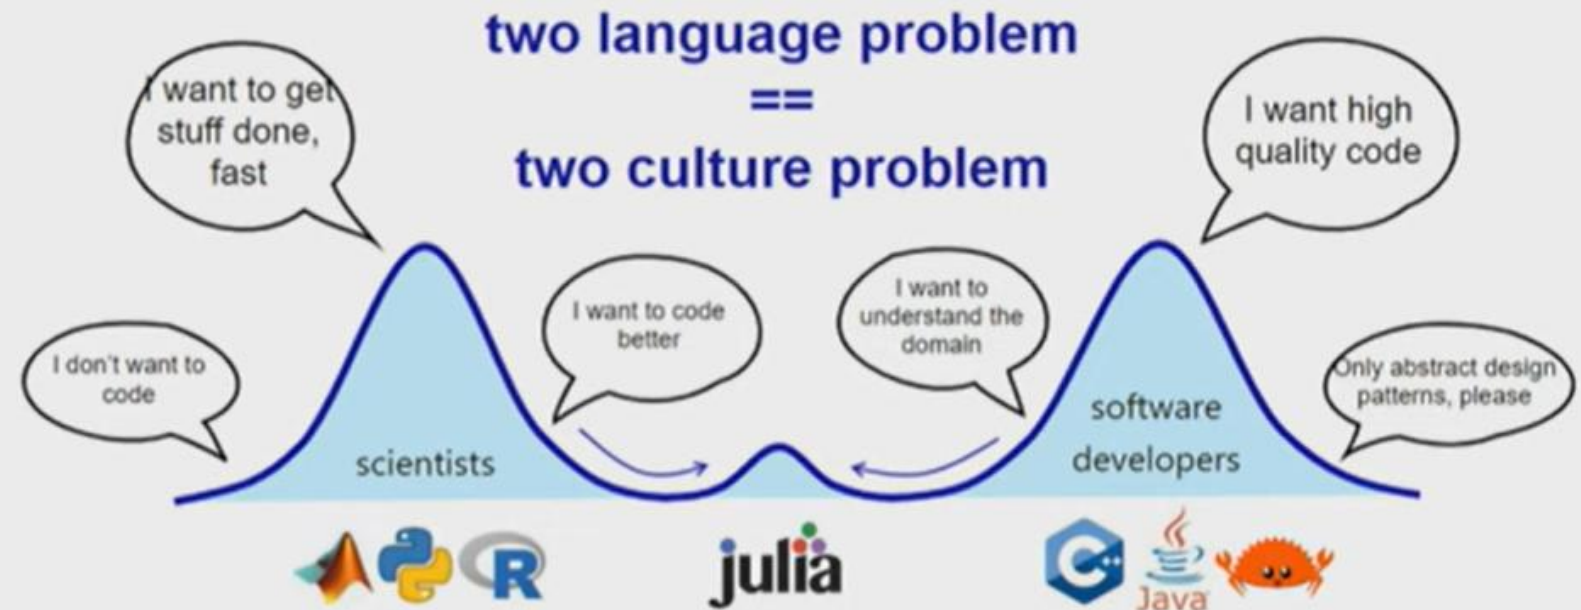 two language problem
==
two culture problem
I want to get
stuff done,
fast
I want high
quality code
I want to code
better
I want to
understand the
domain
I don't want to
code
Only abstract design
patterns, please
scientists
software
developers
R
julia
C++
Java